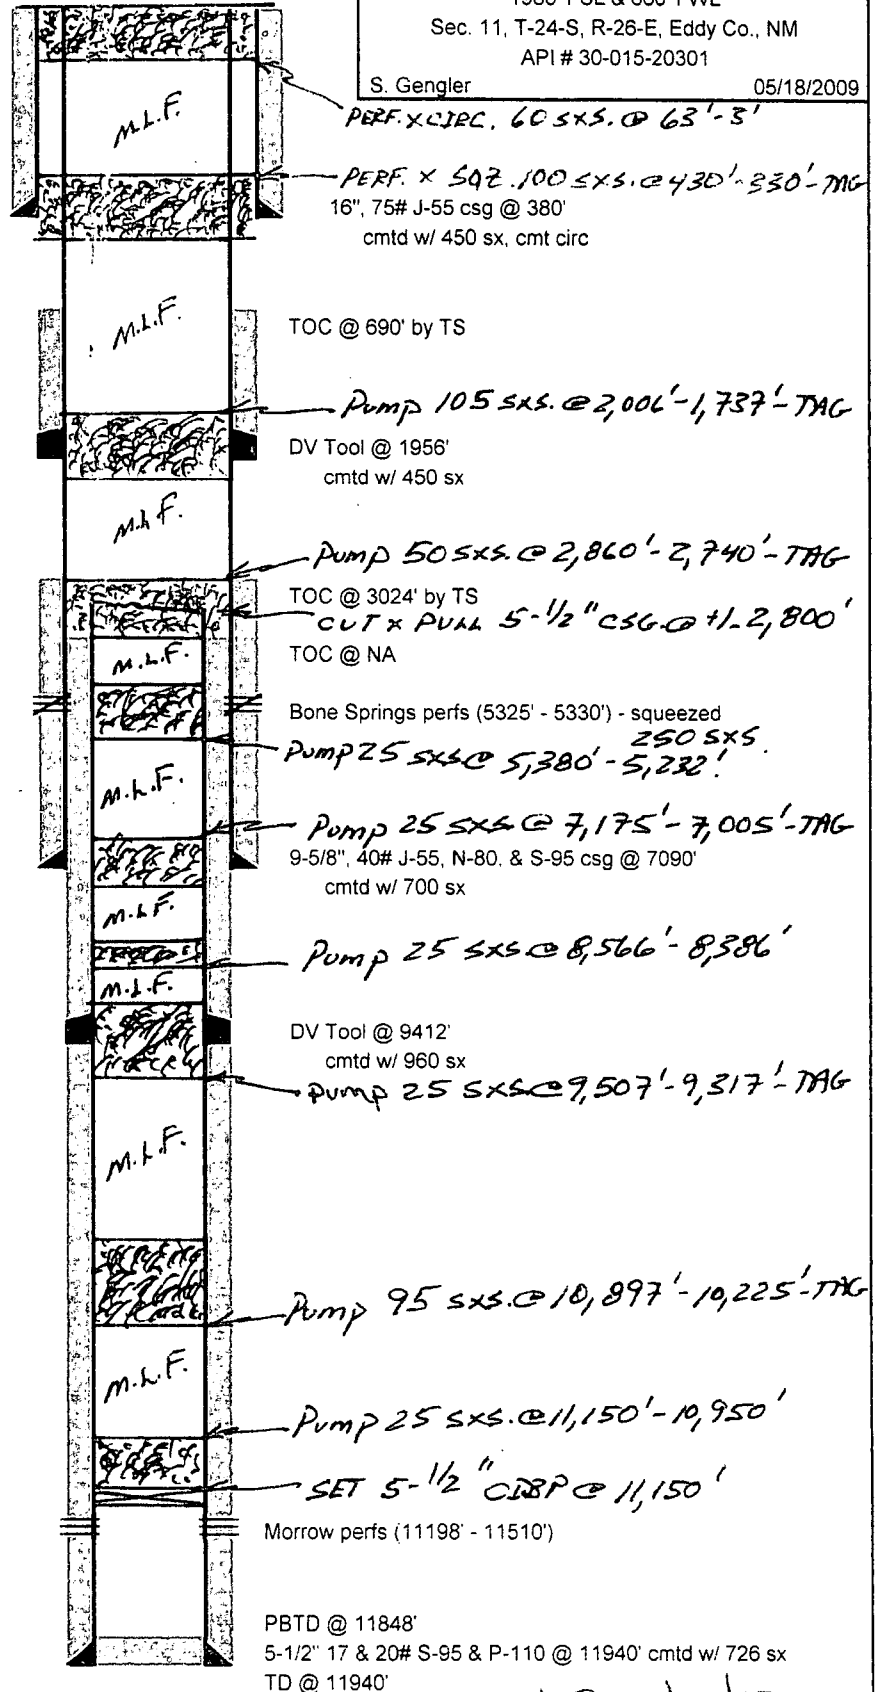 Sec. 11, T-24-S, R-26-E, Eddy Co., NM
API # 30-015-20301
S. Gengler 05/18/2009
PERF. X CIRC. 60 SXS. @ 63'-3'
M.L.F.
PERF. X SQZ. 100 SXS. @ 430'-330'-TAG
16", 75# J-55 csg @ 380'
cmtd w/ 450 sx, cmt circ
M.L.F.
TOC @ 690' by TS
Pump 105 SXS. @ 2,006'-1,737'-TAG
DV Tool @ 1956'
cmtd w/ 450 sx
M.L.F.
Pump 50 SXS. @ 2,860'-2,740'-TAG
TOC @ 3024' by TS
CUT X PULL 5-1/2" CSG. @ +/-2,800'
M.L.F.
TOC @ NA
Bone Springs perfs (5325' - 5330') - squeezed
250 SXS.
Pump 25 SXS @ 5,380'-5,232'
M.L.F.
Pump 25 SXS. @ 7,175'-7,005'-TAG
9-5/8", 40# J-55, N-80, & S-95 csg @ 7090'
cmtd w/ 700 sx
M.L.F.
Pump 25 SXS. @ 8,566'-8,386'
M.L.F.
DV Tool @ 9412'
cmtd w/ 960 sx
Pump 25 SXS. @ 9,507'-9,317'-TAG
M.L.F.
Pump 95 SXS. @ 10,897'-10,225'-TAG
M.L.F.
Pump 25 SXS. @ 11,150'-10,950'
SET 5-1/2" CIBP @ 11,150'
Morrow perfs (11198' - 11510')
PBTD @ 11848'
5-1/2" 17 & 20# S-95 & P-110 @ 11940' cmtd w/ 726 sx
TD @ 11940'